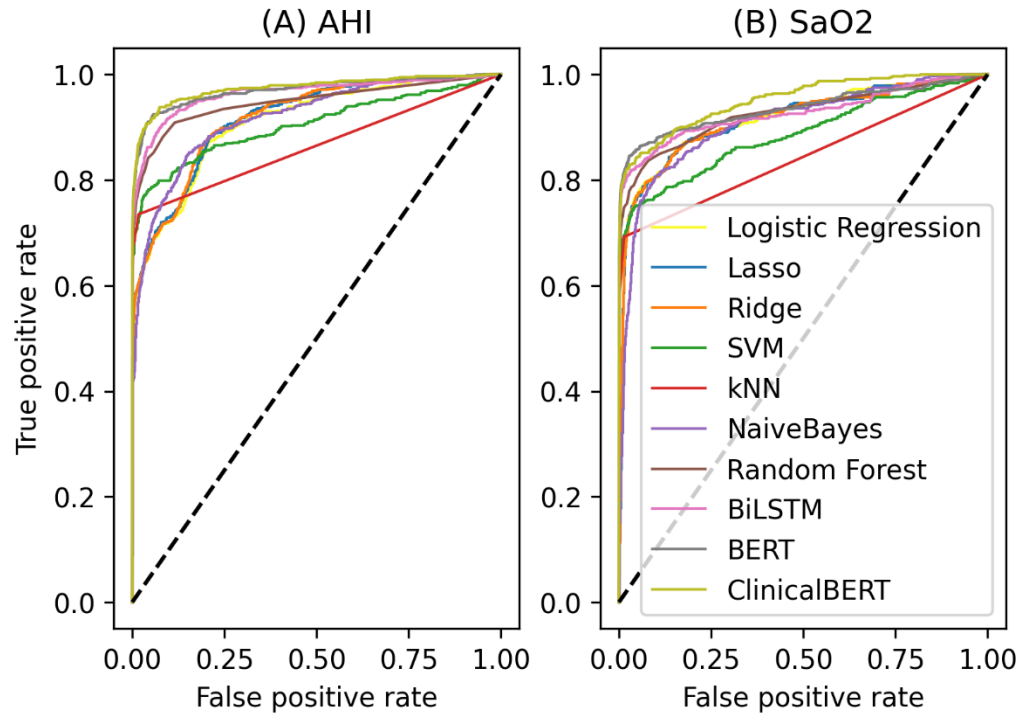 (A) AHI
(B) SaO2
True positive rate
1.0
0.8
0.6
0.4
0.2
0.0
0.00 0.25 0.50 0.75 1.00
False positive rate
1.0
0.8
0.6
0.4
0.2
0.0
0.00 0.25 0.50 0.75 1.00
False positive rate
Logistic Regression
Lasso
Ridge
SVM
kNN
NaiveBayes
Random Forest
BiLSTM
BERT
ClinicalBERT